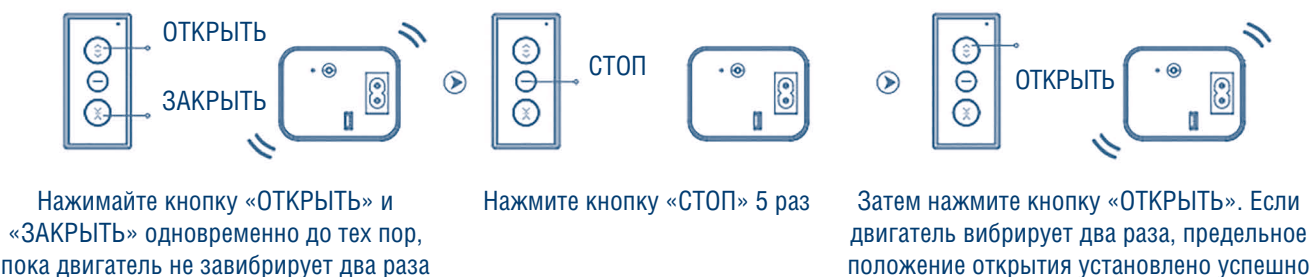 ОТКРЫТЬ
ЗАКРЫТЬ
Нажимайте кнопку «ОТКРЫТЬ» и
«ЗАКРЫТЬ» одновременно до тех пор,
пока двигатель не завибрирует два раза
СТОП
Нажмите кнопку «СТОП» 5 раз
ОТКРЫТЬ
Затем нажмите кнопку «ОТКРЫТЬ». Если
двигатель вибрирует два раза, предельное
положение открытия установлено успешно